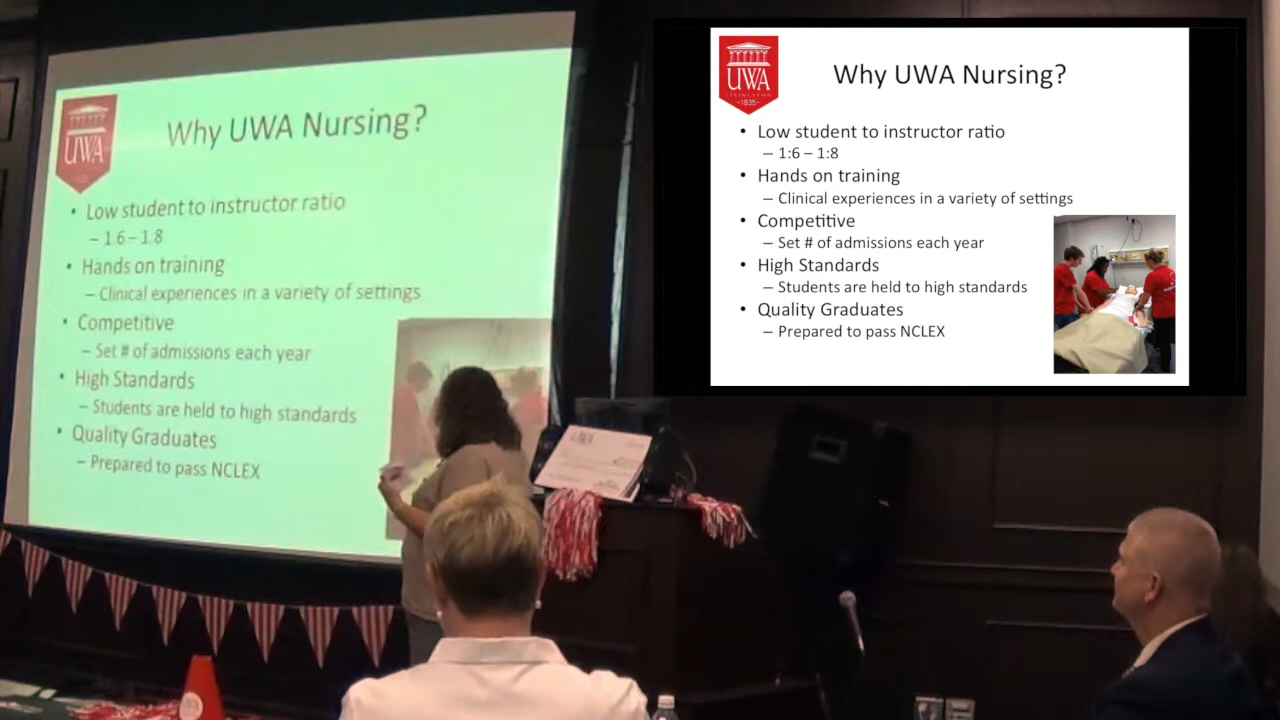 UWA
Why UWA Nursing?
• Low student to instructor ratio
– 1:6 – 1:8
• Hands on training
– Clinical experiences in a variety of settings
• Competitive
– Set # of admissions each year
• High Standards
– Students are held to high standards
• Quality Graduates
– Prepared to pass NCLEX
UWA
UWA
LIVINGSTON
~1835~
Why UWA Nursing?
• Low student to instructor ratio
– 1:6 – 1:8
• Hands on training
– Clinical experiences in a variety of settings
• Competitive
– Set # of admissions each year
• High Standards
– Students are held to high standards
• Quality Graduates
– Prepared to pass NCLEX